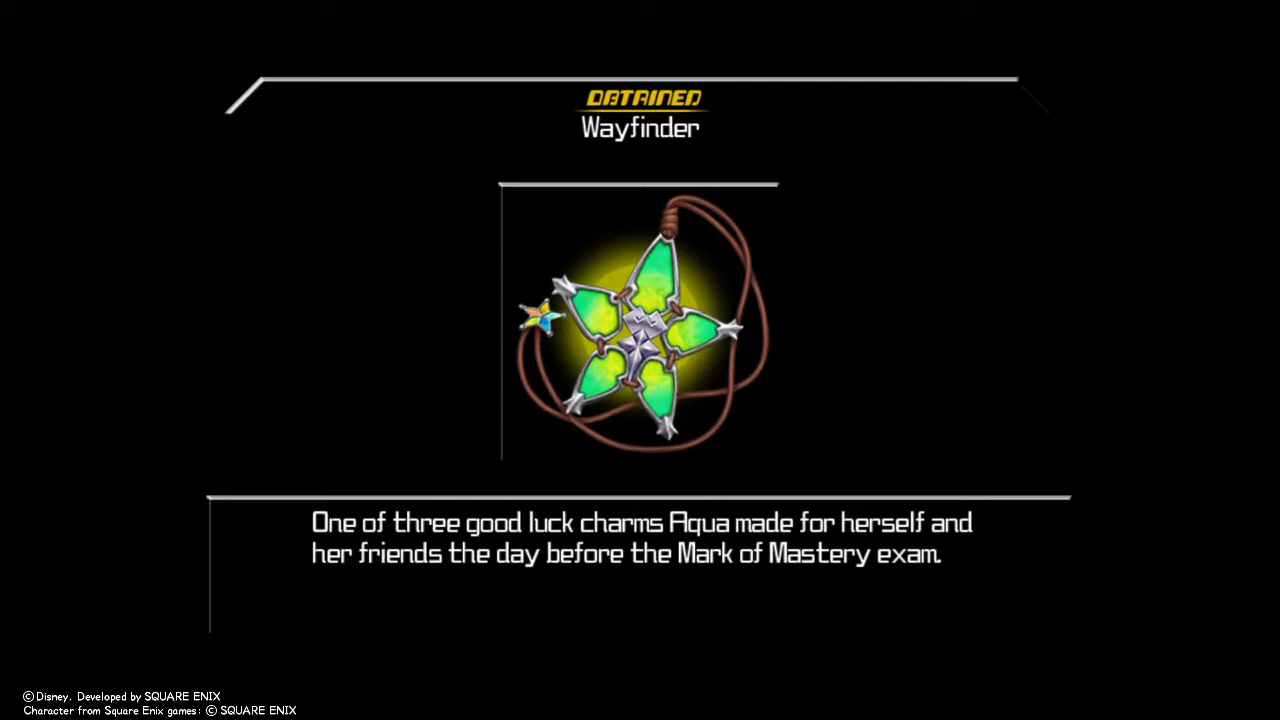 OBTAINED
Wayfinder
One of three good luck charms Aqua made for herself and
her friends the day before the Mark of Mastery exam.
© Disney. Developed by SQUARE ENIX
Character from Square Enix games: © SQUARE ENIX